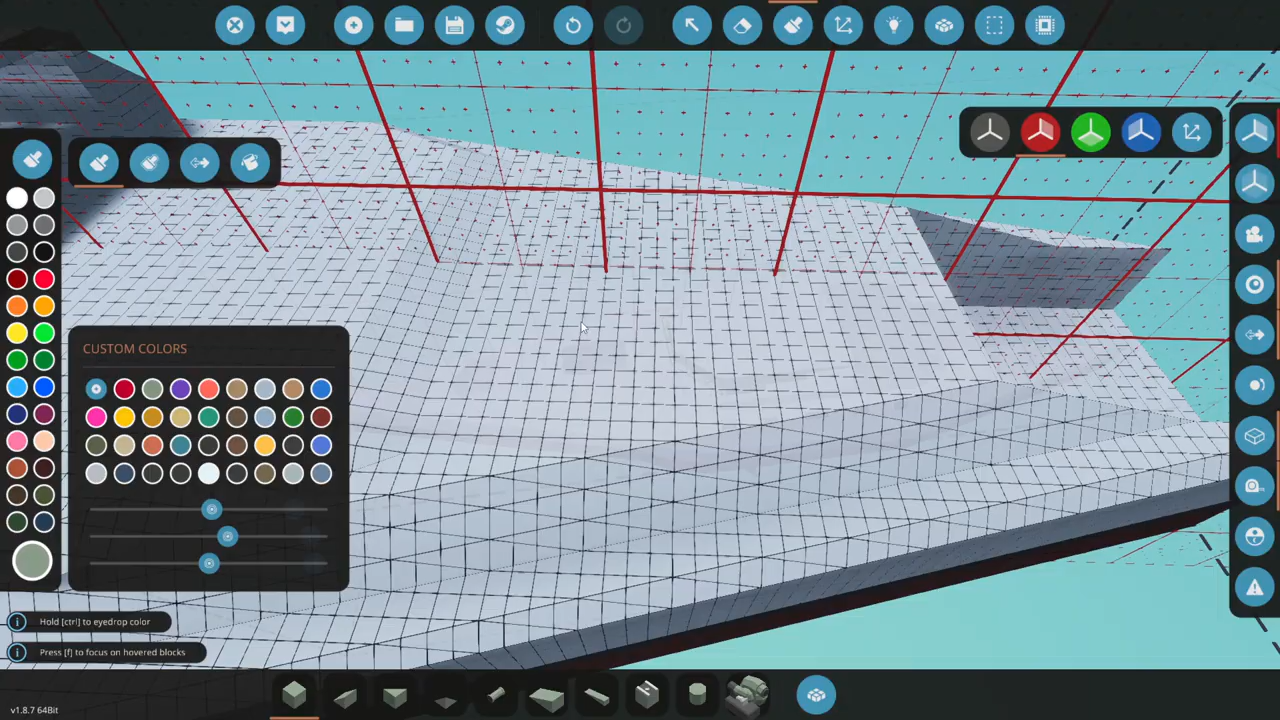 CUSTOM COLORS
Hold [ctrl] to eyedrop color
Press [f] to focus on hovered blocks
v1.8.7 64Bit